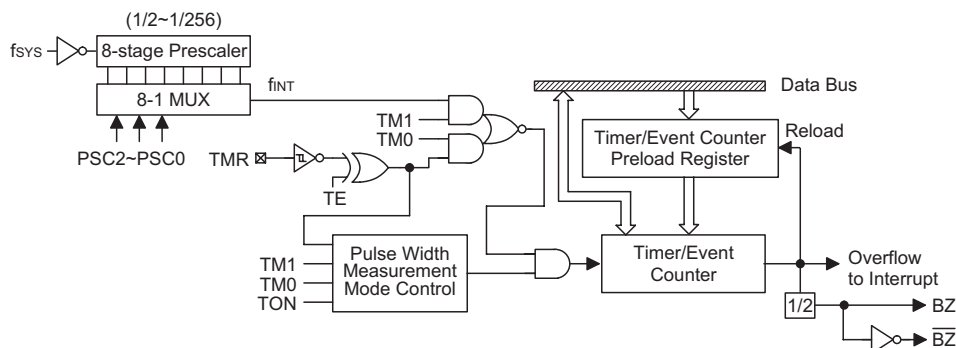 (1/2~1/256)
fSYS
8-stage Prescaler
8-1 MUX
fINT
PSC2~PSC0
TM1
TM0
TMR
TE
TM1
TM0
TON
Pulse Width
Measurement
Mode Control
Data Bus
Timer/Event Counter
Preload Register
Reload
Timer/Event
Counter
Overflow
to Interrupt
1/2
BZ
B̅Z̅